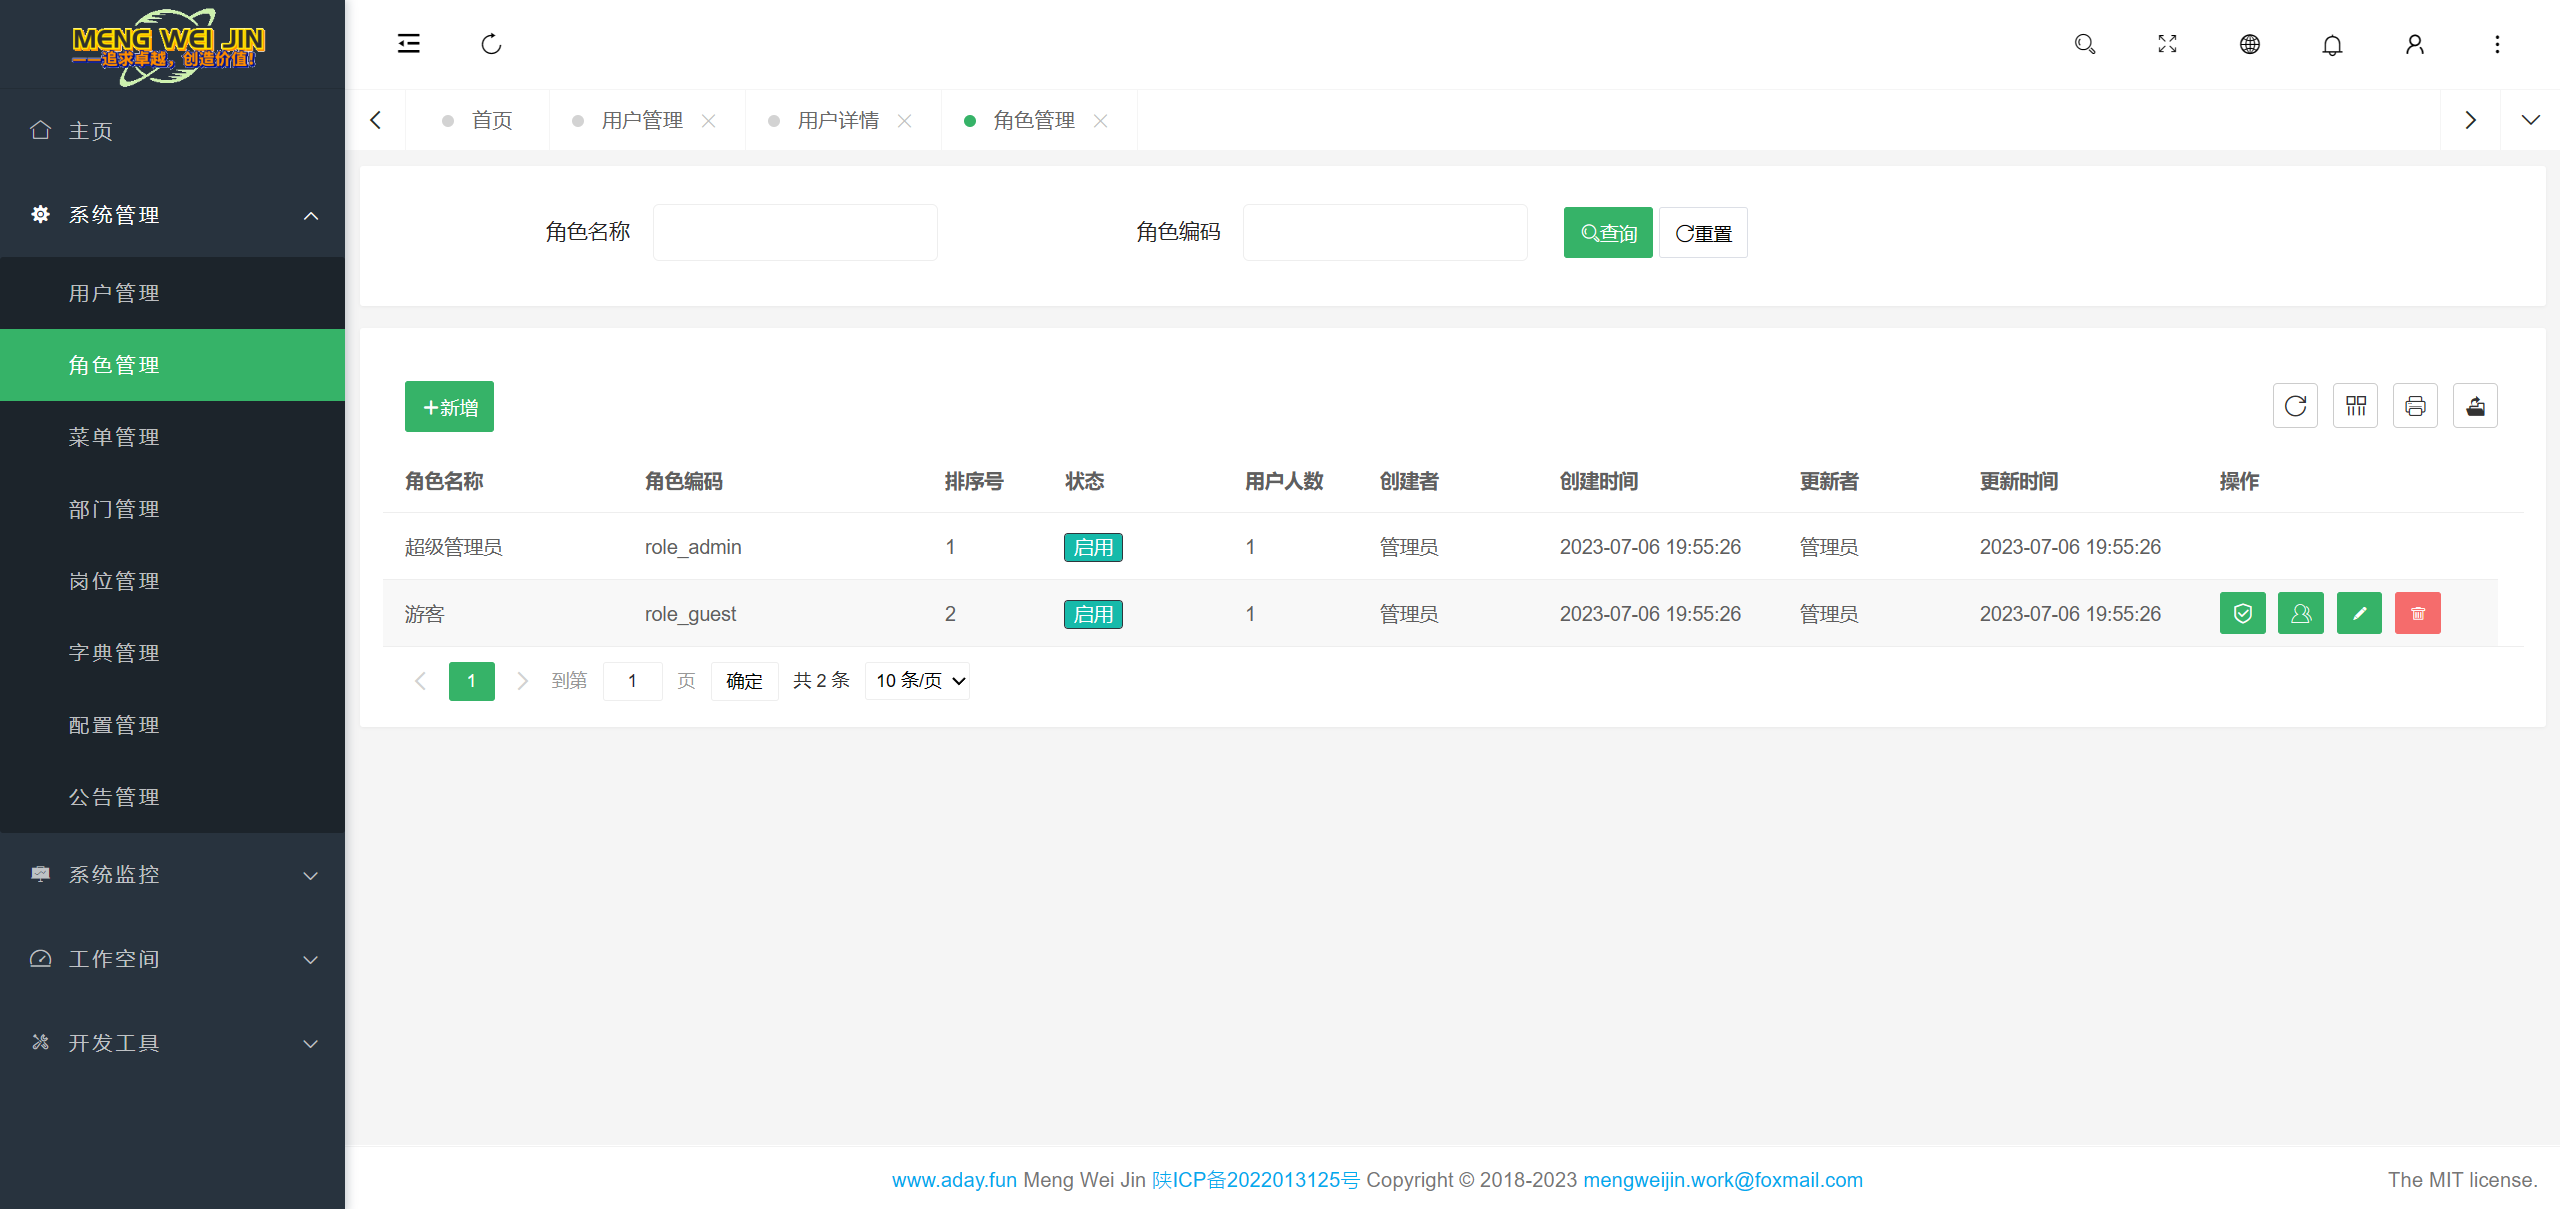 MENG WEI JIN
——追求卓越，创造价值!
主页
系统管理
用户管理
角色管理
菜单管理
部门管理
岗位管理
字典管理
配置管理
公告管理
系统监控
工作空间
开发工具
首页 用户管理 用户详情 角色管理
角色名称 角色编码 查询 重置
新增
角色名称 角色编码 排序号 状态 用户人数 创建者 创建时间 更新者 更新时间 操作
超级管理员 role_admin 1 启用 1 管理员 2023-07-06 19:55:26 管理员 2023-07-06 19:55:26
游客 role_guest 2 启用 1 管理员 2023-07-06 19:55:26 管理员 2023-07-06 19:55:26
1 到第 1 页 确定 共 2 条 10 条/页
www.aday.fun Meng Wei Jin 陕ICP备2022013125号 Copyright © 2018-2023 mengweijin.work@foxmail.com
The MIT license.